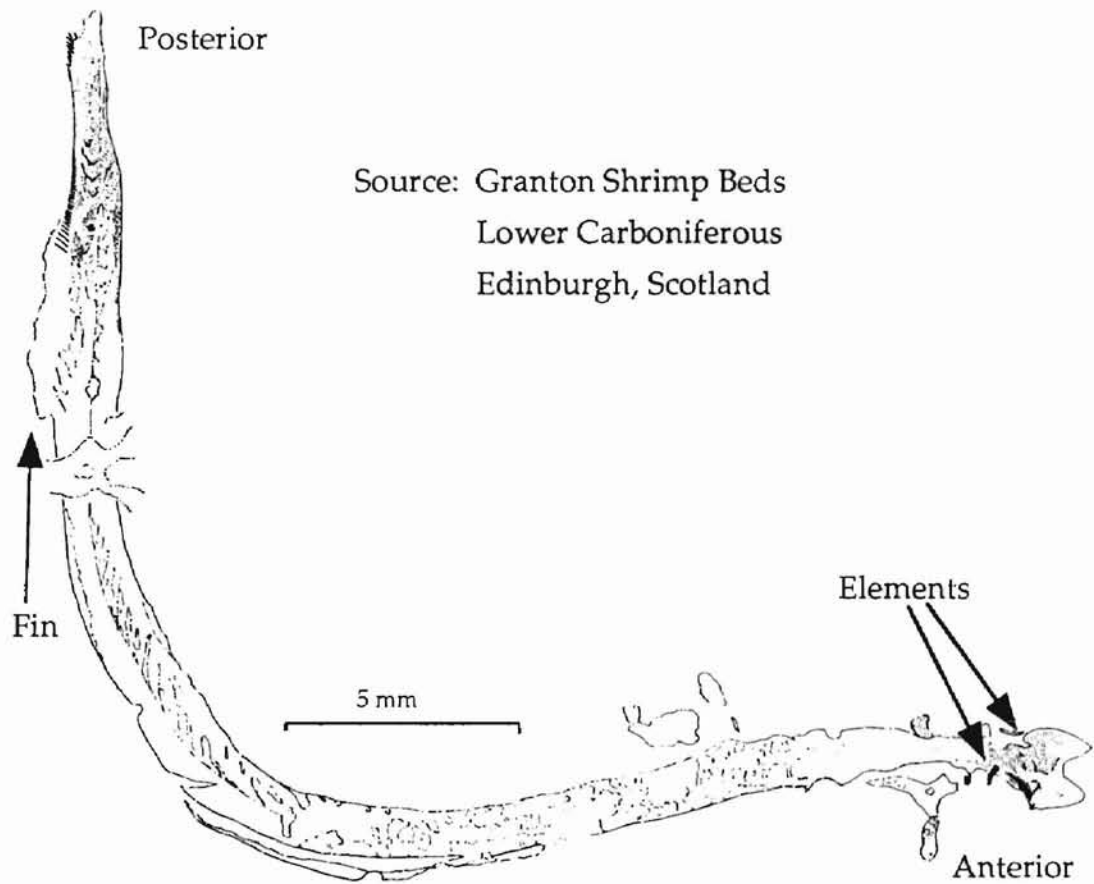 Posterior
Source: Granton Shrimp Beds
Lower Carboniferous
Edinburgh, Scotland
Elements
Fin
5 mm
Anterior